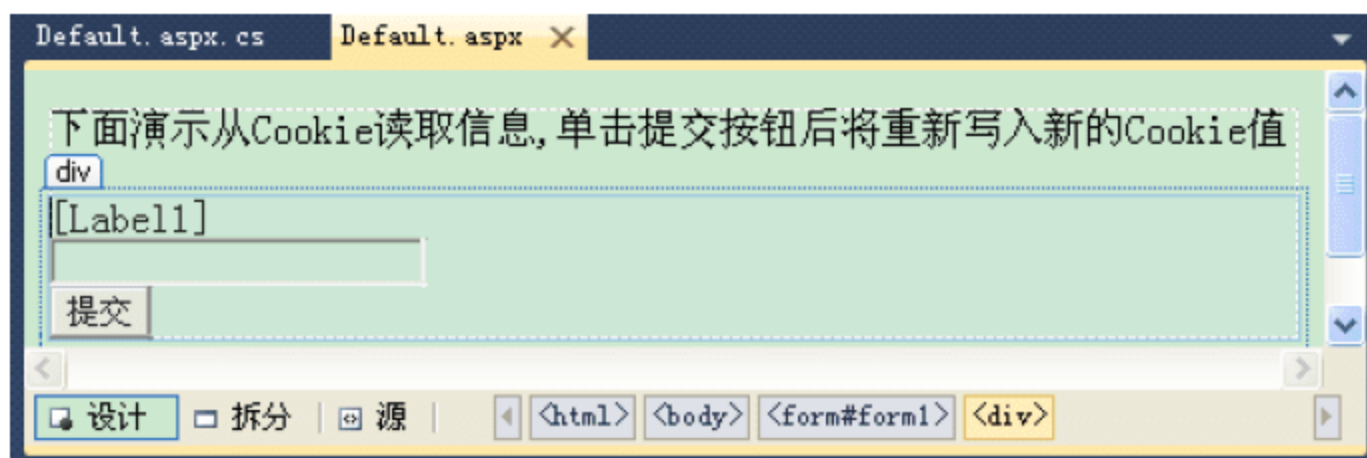 Default.aspx.cs Default.aspx
下面演示从Cookie读取信息,单击提交按钮后将重新写入新的Cookie值
div
[Label1]
提交
设计 拆分 源 <html> <body> <form#form1> <div>